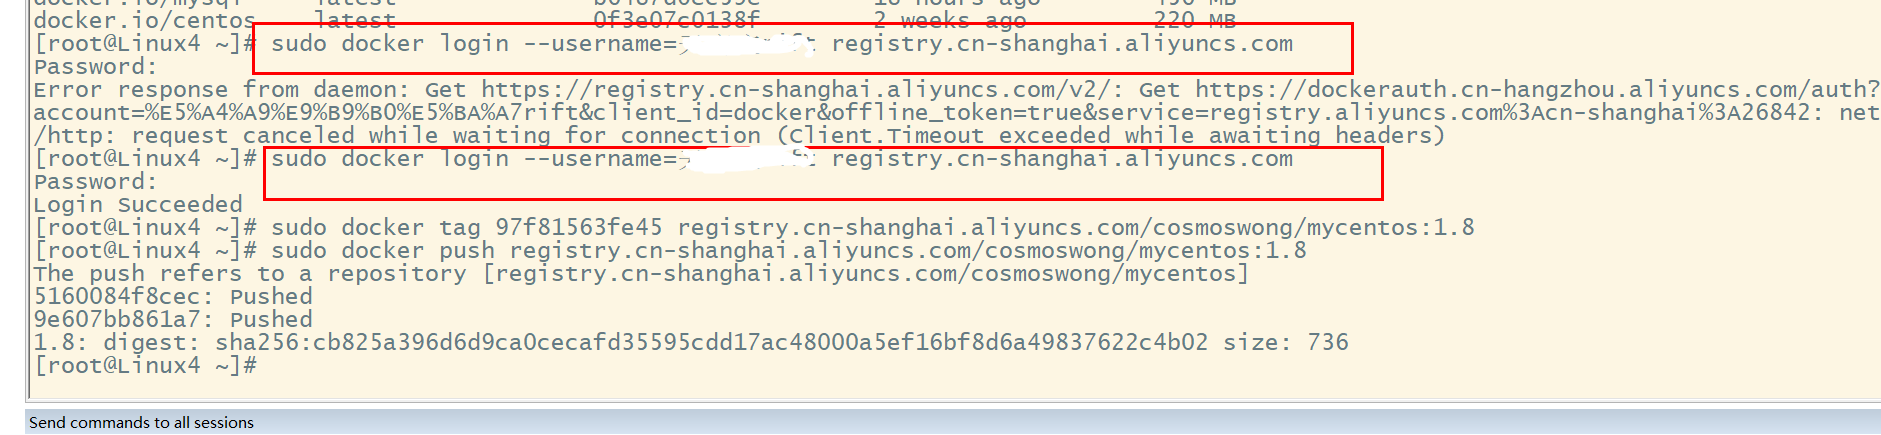 docker.io/mysql latest 18 hours ago MB
docker.io/centos latest 0f3e07c0138f 2 weeks ago 220 MB
[root@Linux4 ~]# sudo docker login --username= registry.cn-shanghai.aliyuncs.com
Password:
Error response from daemon: Get https://registry.cn-shanghai.aliyuncs.com/v2/: Get https://dockerauth.cn-hangzhou.aliyuncs.com/auth?
account=%E5%A4%A9%E9%B9%B0%E5%BA%A7rift&client_id=docker&offline_token=true&service=registry.aliyuncs.com%3Acn-shanghai%3A26842: net
/http: request canceled while waiting for connection (Client.Timeout exceeded while awaiting headers)
[root@Linux4 ~]# sudo docker login --username= registry.cn-shanghai.aliyuncs.com
Password:
Login Succeeded
[root@Linux4 ~]# sudo docker tag 97f81563fe45 registry.cn-shanghai.aliyuncs.com/cosmoswong/mycentos:1.8
[root@Linux4 ~]# sudo docker push registry.cn-shanghai.aliyuncs.com/cosmoswong/mycentos:1.8
The push refers to a repository [registry.cn-shanghai.aliyuncs.com/cosmoswong/mycentos]
5160084f8cec: Pushed
9e607bb861a7: Pushed
1.8: digest: sha256:cb825a396d6d9ca0cecafd35595cdd17ac48000a5ef16bf8d6a49837622c4b02 size: 736
[root@Linux4 ~]#
Send commands to all sessions